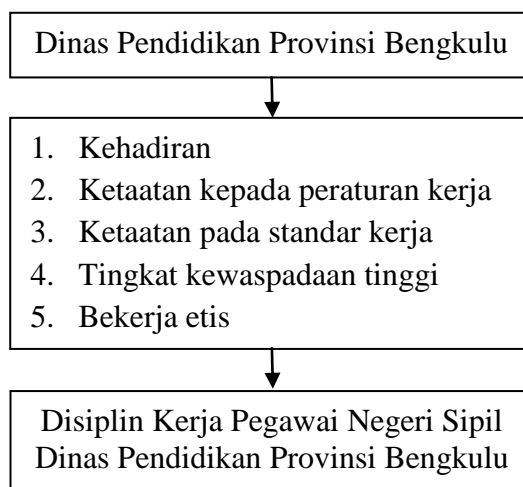 Dinas Pendidikan Provinsi Bengkulu
1. Kehadiran
2. Ketaatan kepada peraturan kerja
3. Ketaatan pada standar kerja
4. Tingkat kewaspadaan tinggi
5. Bekerja etis
Disiplin Kerja Pegawai Negeri Sipil
Dinas Pendidikan Provinsi Bengkulu